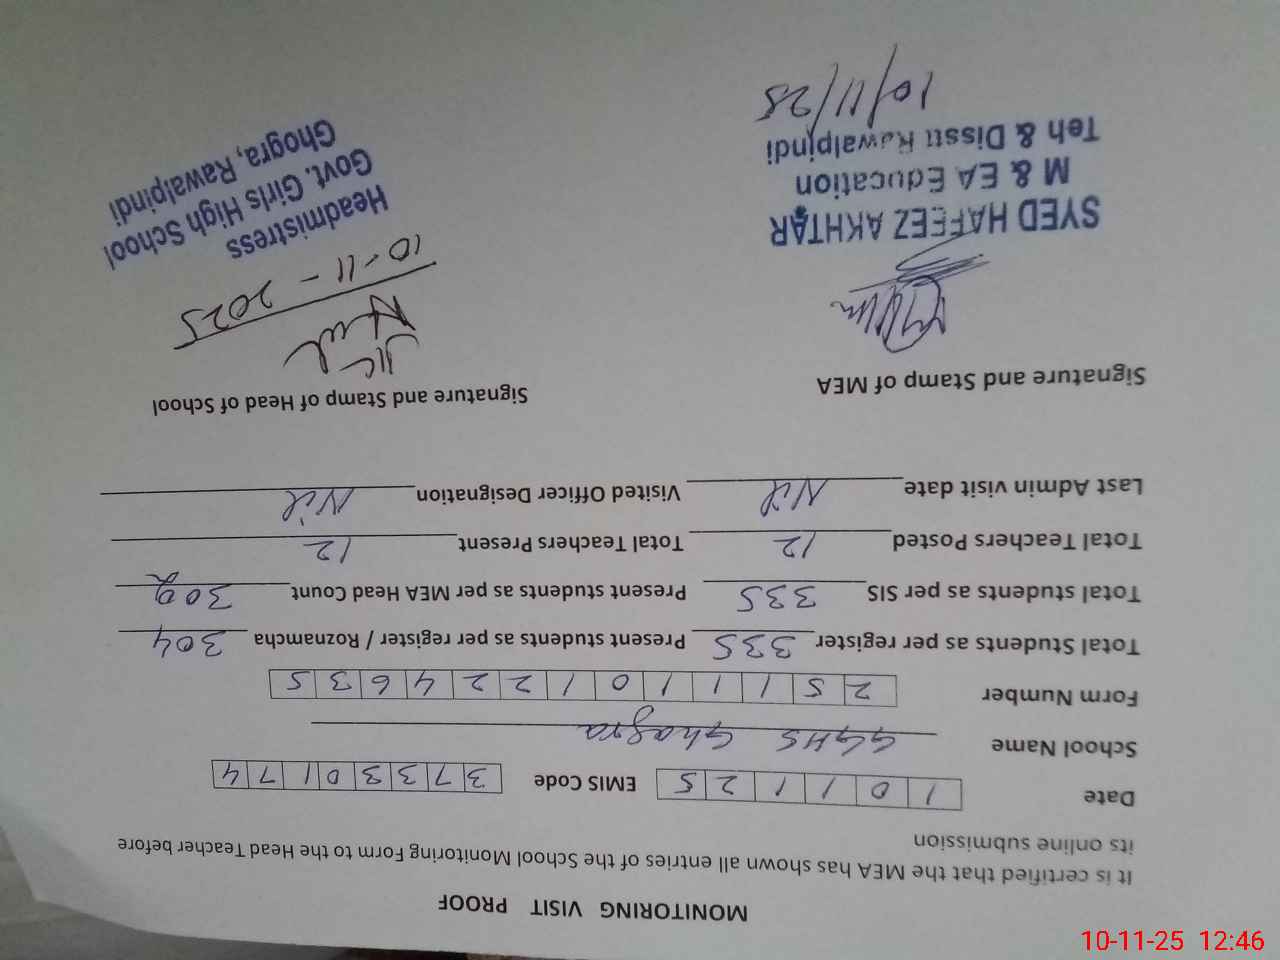 MONITORING VISIT PROOF
It is certified that the MEA has shown all entries of the School Monitoring Form to the Head Teacher before
its online submission
Date 1 0 1 1 2 5 EMIS Code 3 7 3 3 0 1 7 4
School Name GGHS Ghogra
Form Number 2 5 1 1 1 0 1 2 2 4 6 3 5
Total Students as per register 335 Present students as per register / Roznamcha 304
Total students as per SIS 335 Present students as per MEA Head Count 302
Total Teachers Posted 12 Total Teachers Present 12
Last Admin visit date Nil Visited Officer Designation Nil
Signature and Stamp of MEA Signature and Stamp of Head of School
10-11-2025
SYED HAFEEZ AKHTAR
M & EA Education
Teh & Disstt Rawalpindi
10/11/25
Headmistress
Govt. Girls High School
Ghogra, Rawalpindi
10-11-25 12:46